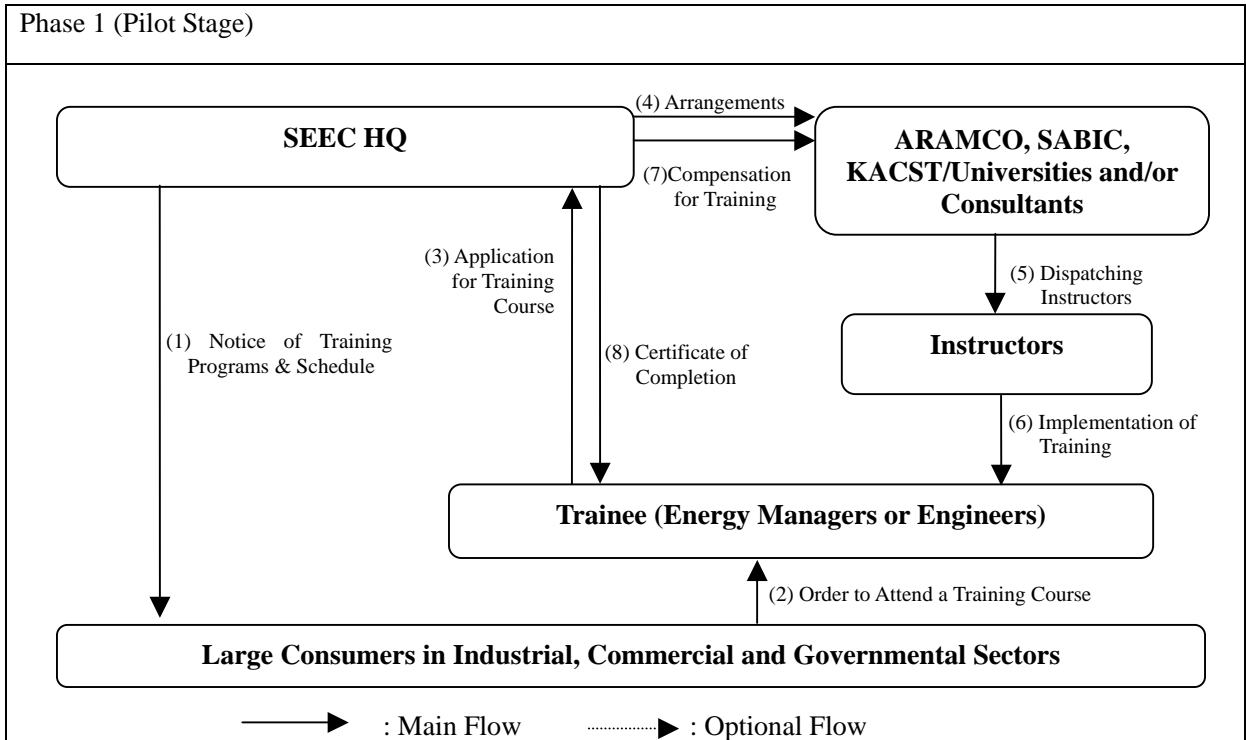 Phase 1 (Pilot Stage)
(4) Arrangements
SEEC HQ
ARAMCO, SABIC,
KACST/Universities and/or
Consultants
(7)Compensation
for Training
(3) Application
for Training
Course
(5) Dispatching
Instructors
(1) Notice of Training
Programs & Schedule
(8) Certificate of
Completion
Instructors
(6) Implementation of
Training
Trainee (Energy Managers or Engineers)
(2) Order to Attend a Training Course
Large Consumers in Industrial, Commercial and Governmental Sectors
: Main Flow : Optional Flow